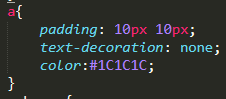 a{
padding: 10px 10px;
text-decoration: none;
color:#1C1C1C;
}